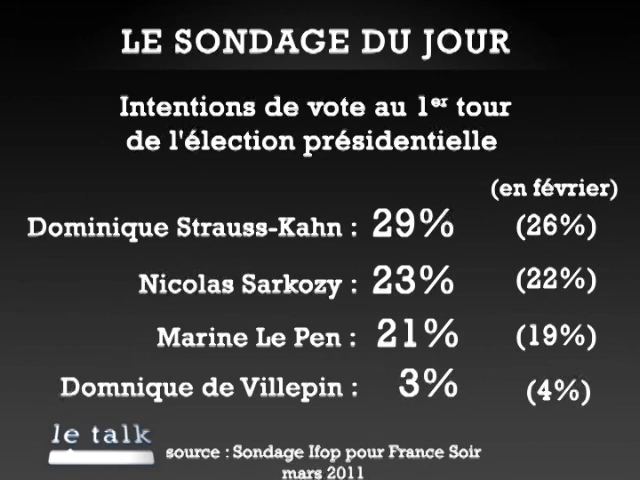 LE SONDAGE DU JOUR
Intentions de vote au 1er tour
de l'élection présidentielle
(en février)
Dominique Strauss-Kahn : 29% (26%)
Nicolas Sarkozy : 23% (22%)
Marine Le Pen : 21% (19%)
Domnique de Villepin : 3% (4%)
le talk
source : Sondage Ifop pour France Soir
mars 2011